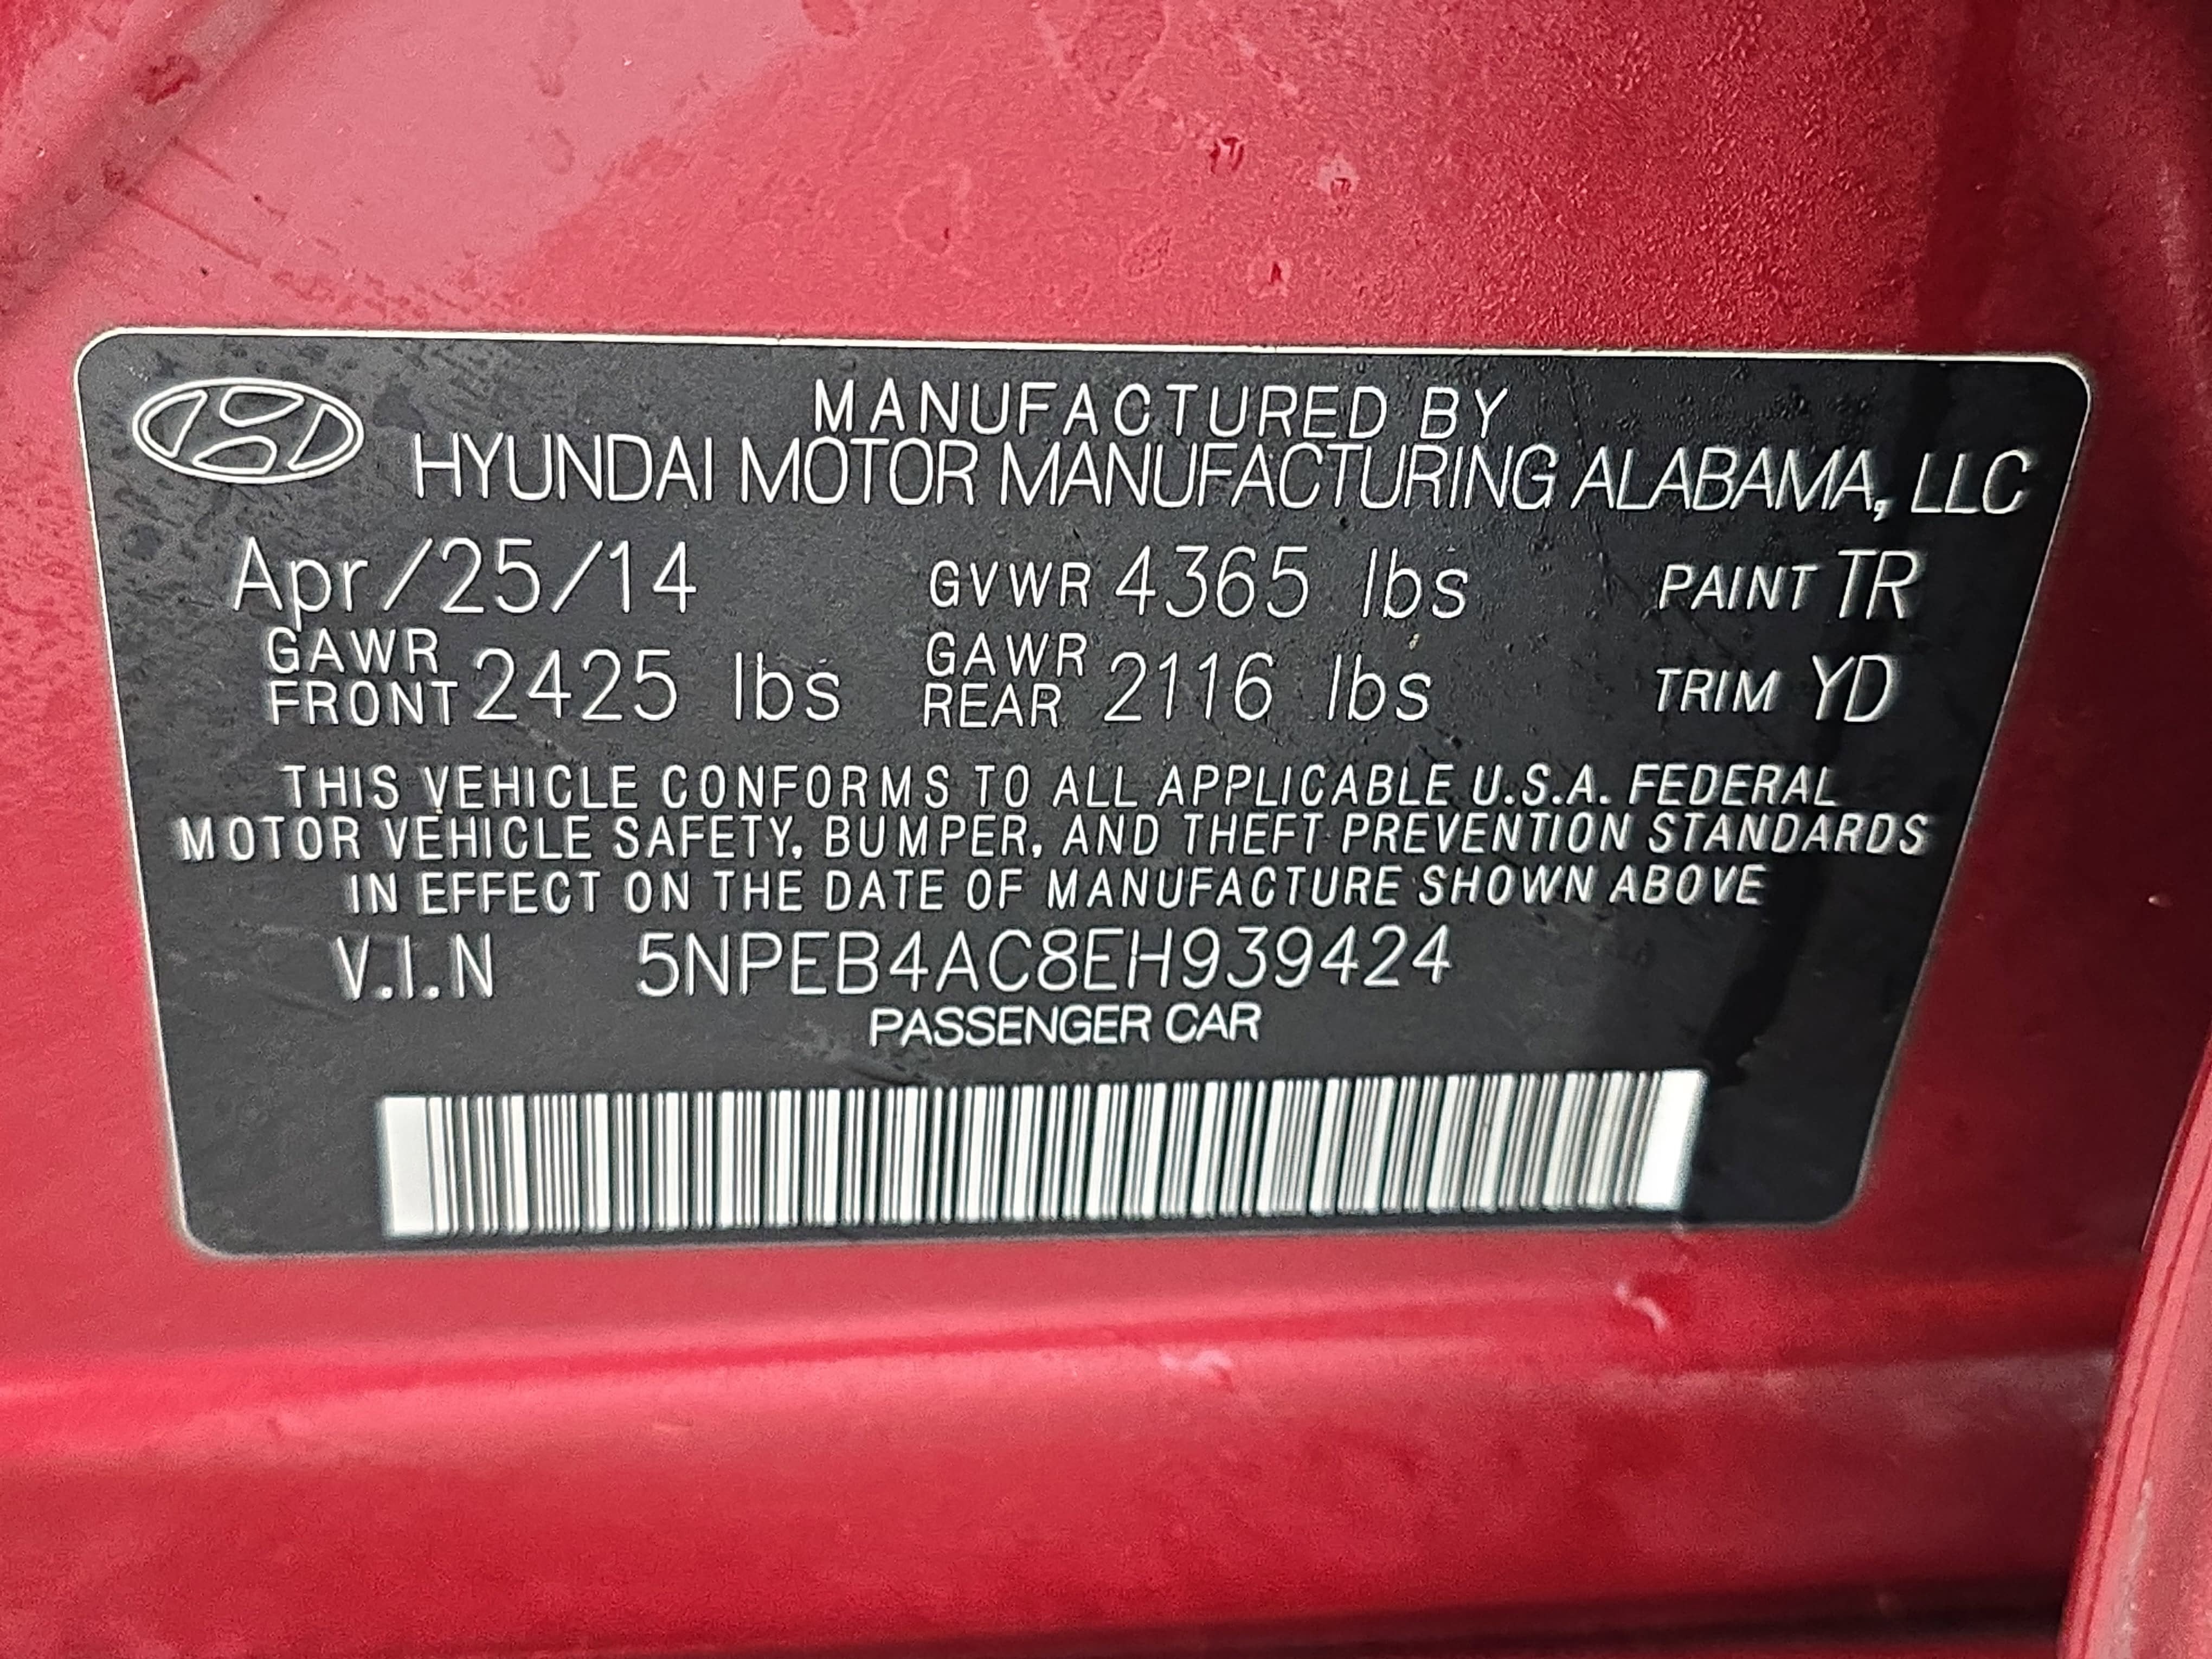 MANUFACTURED BY
HYUNDAI MOTOR MANUFACTURING ALABAMA, LLC
Apr/25/14 GVWR 4365 lbs PAINT TR
GAWR FRONT 2425 lbs GAWR REAR 2116 lbs TRIM YD
THIS VEHICLE CONFORMS TO ALL APPLICABLE U.S.A. FEDERAL
MOTOR VEHICLE SAFETY, BUMPER, AND THEFT PREVENTION STANDARDS
IN EFFECT ON THE DATE OF MANUFACTURE SHOWN ABOVE
V.I.N 5NPEB4AC8EH939424
PASSENGER CAR